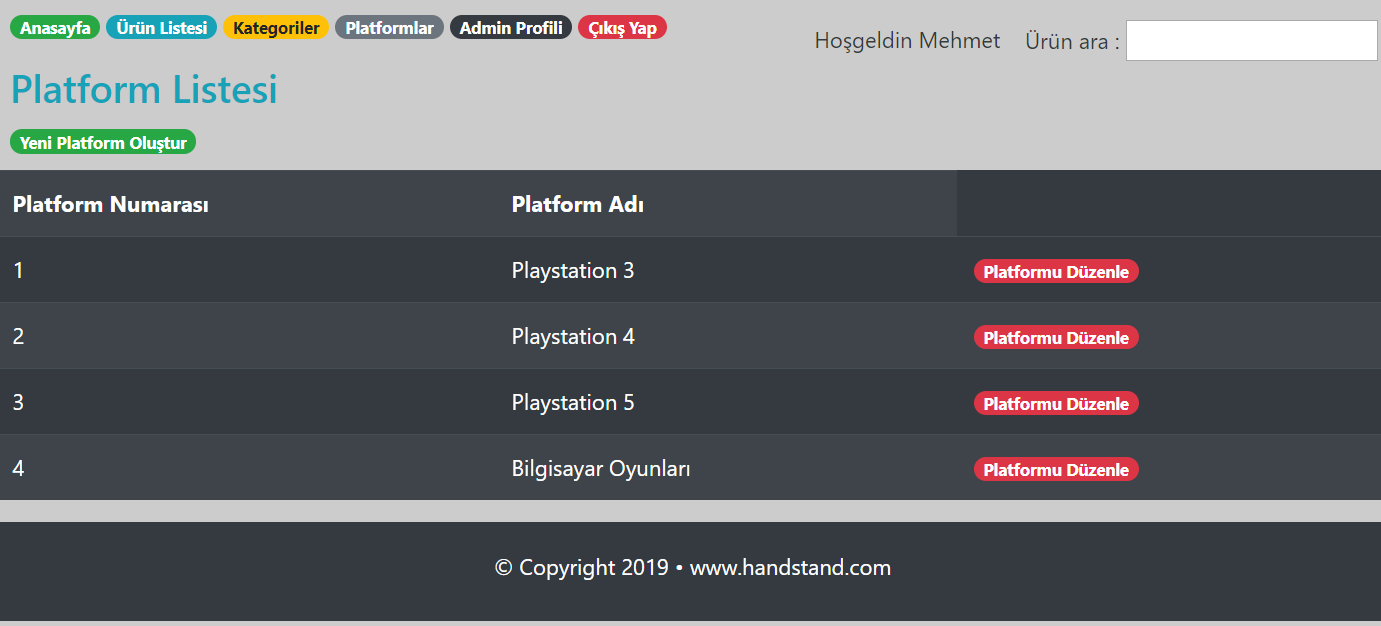 Anasayfa Ürün Listesi Kategoriler Platformlar Admin Profili Çıkış Yap
Hoşgeldin Mehmet Ürün ara :
Platform Listesi
Yeni Platform Oluştur
Platform Numarası Platform Adı
1 Playstation 3 Platformu Düzenle
2 Playstation 4 Platformu Düzenle
3 Playstation 5 Platformu Düzenle
4 Bilgisayar Oyunları Platformu Düzenle
© Copyright 2019 • www.handstand.com